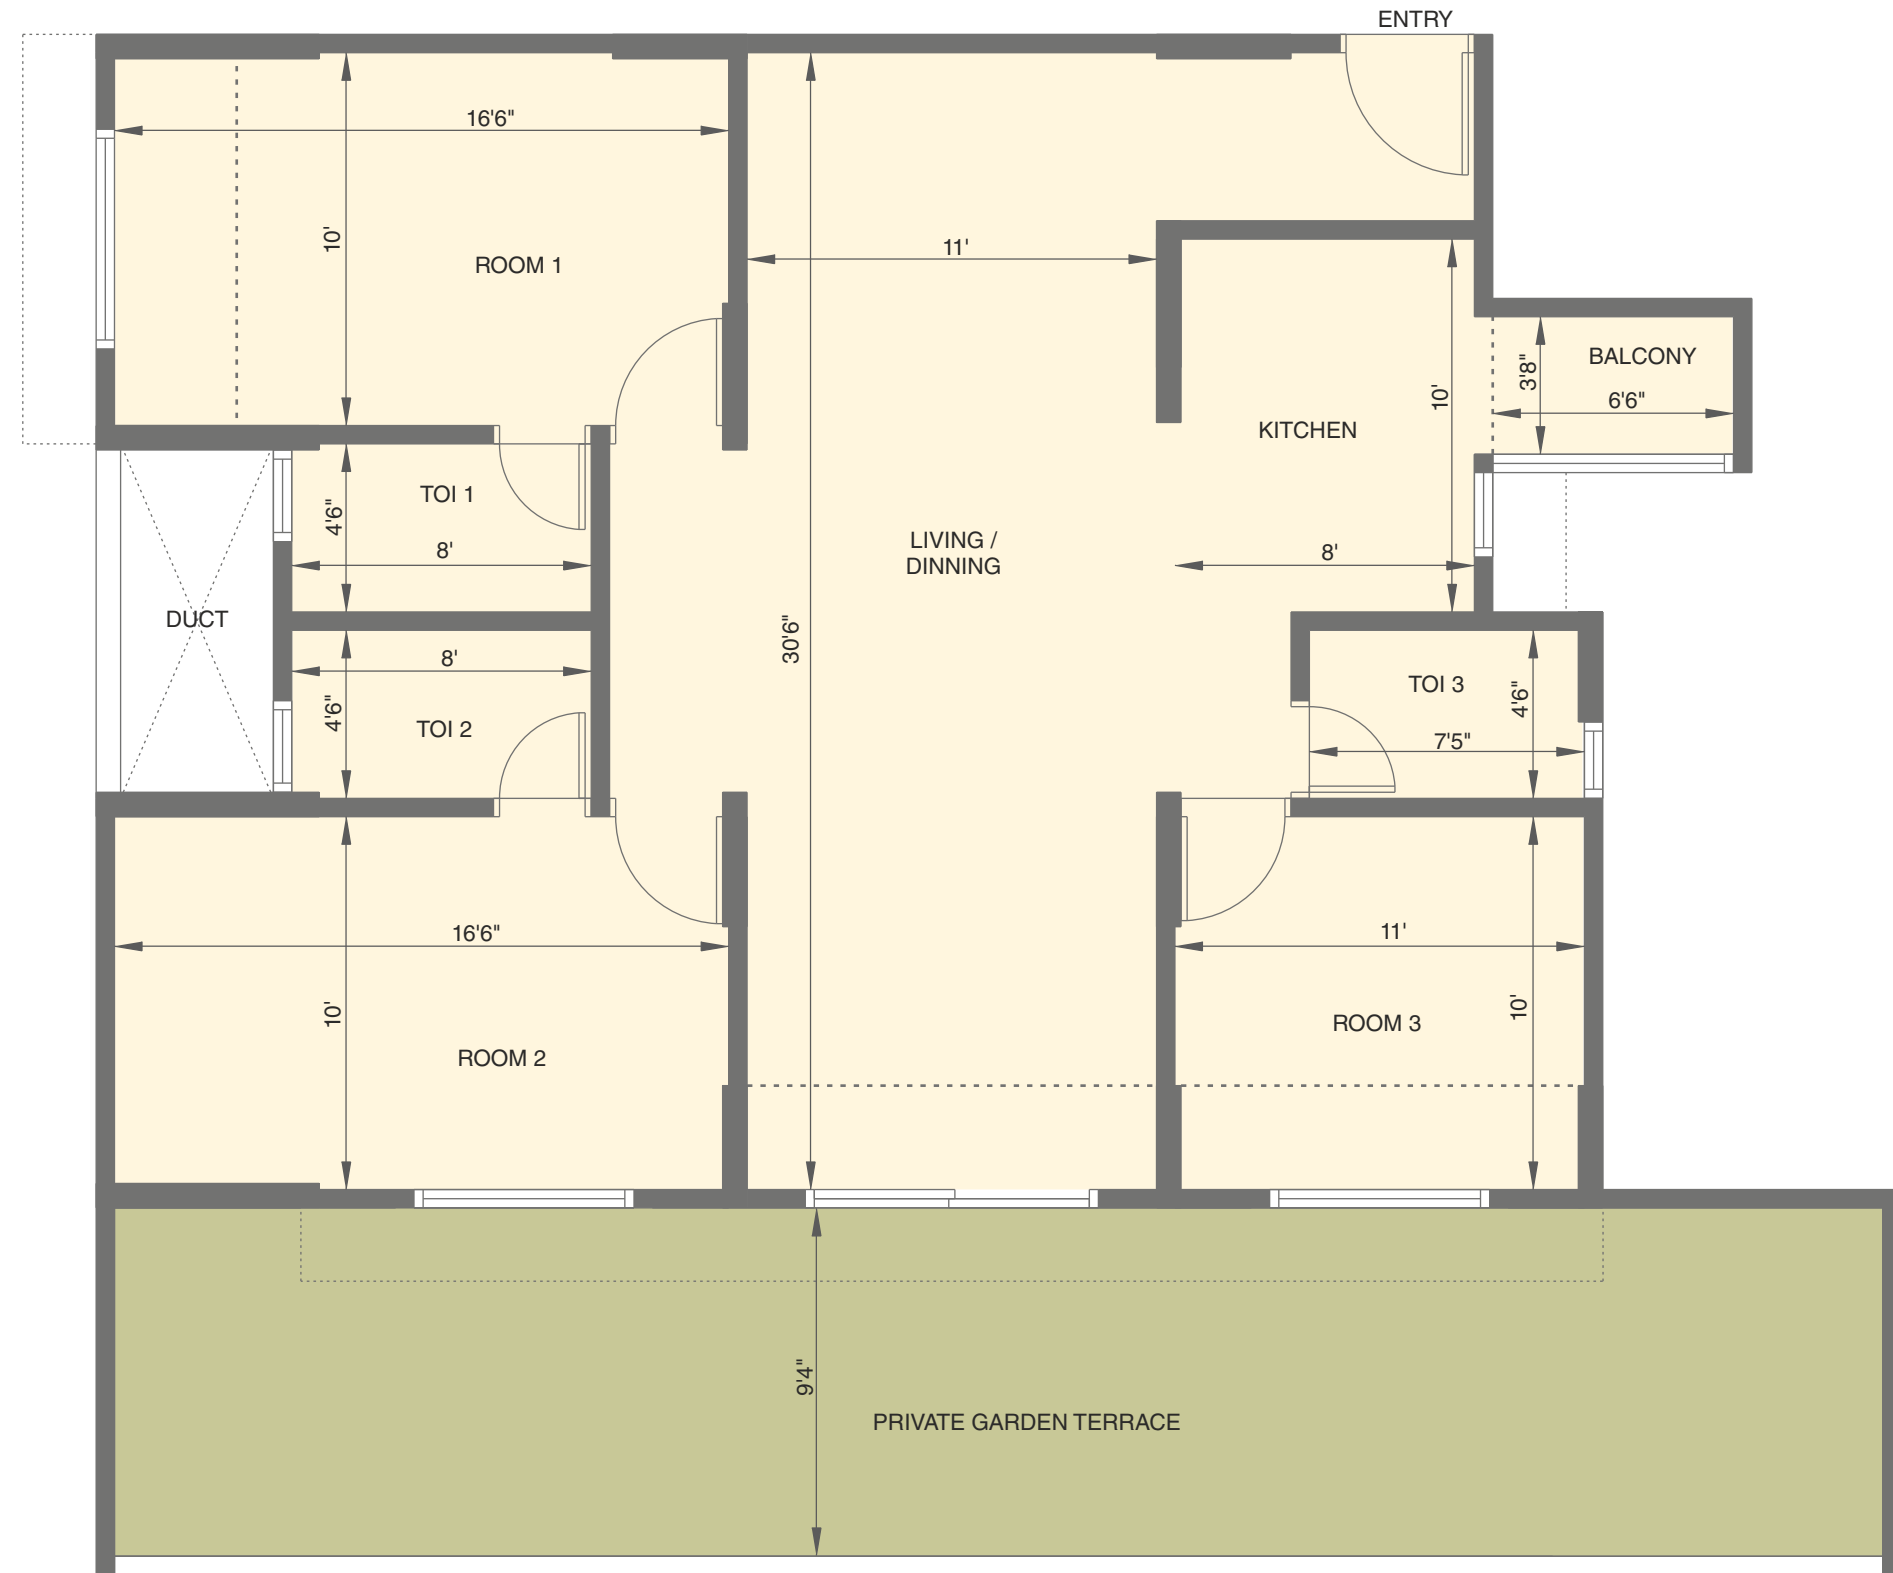 ENTRY
16'6"
10'
ROOM 1
11'
10'
KITCHEN
BALCONY
3'8"
6'6"
TOI 1
4'6"
8'
LIVING /
DINNING
8'
DUCT
30'6"
8'
4'6"
TOI 2
TOI 3
4'6"
7'5"
16'6"
10'
ROOM 2
11'
10'
ROOM 3
9'4"
PRIVATE GARDEN TERRACE